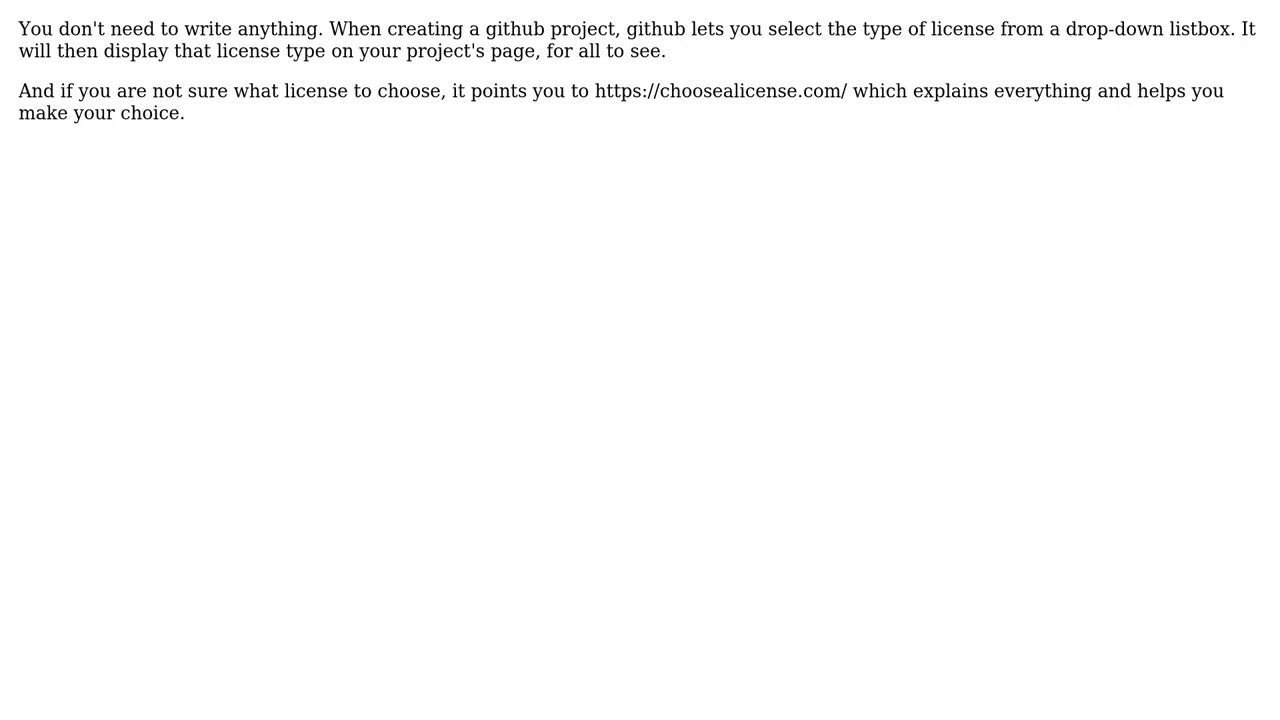 You don't need to write anything. When creating a github project, github lets you select the type of license from a drop-down listbox. It
will then display that license type on your project's page, for all to see.
And if you are not sure what license to choose, it points you to https://choosealicense.com/ which explains everything and helps you
make your choice.